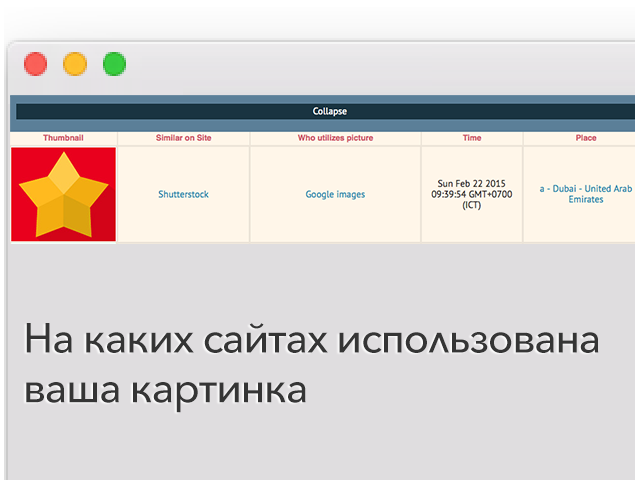 Collapse
Thumbnail Similar on Site Who utilizes picture Time Place
Shutterstock Google images Sun Feb 22 2015 09:39:54 GMT+0700 (ICT) a - Dubai - United Arab Emirates
На каких сайтах использована
ваша картинка